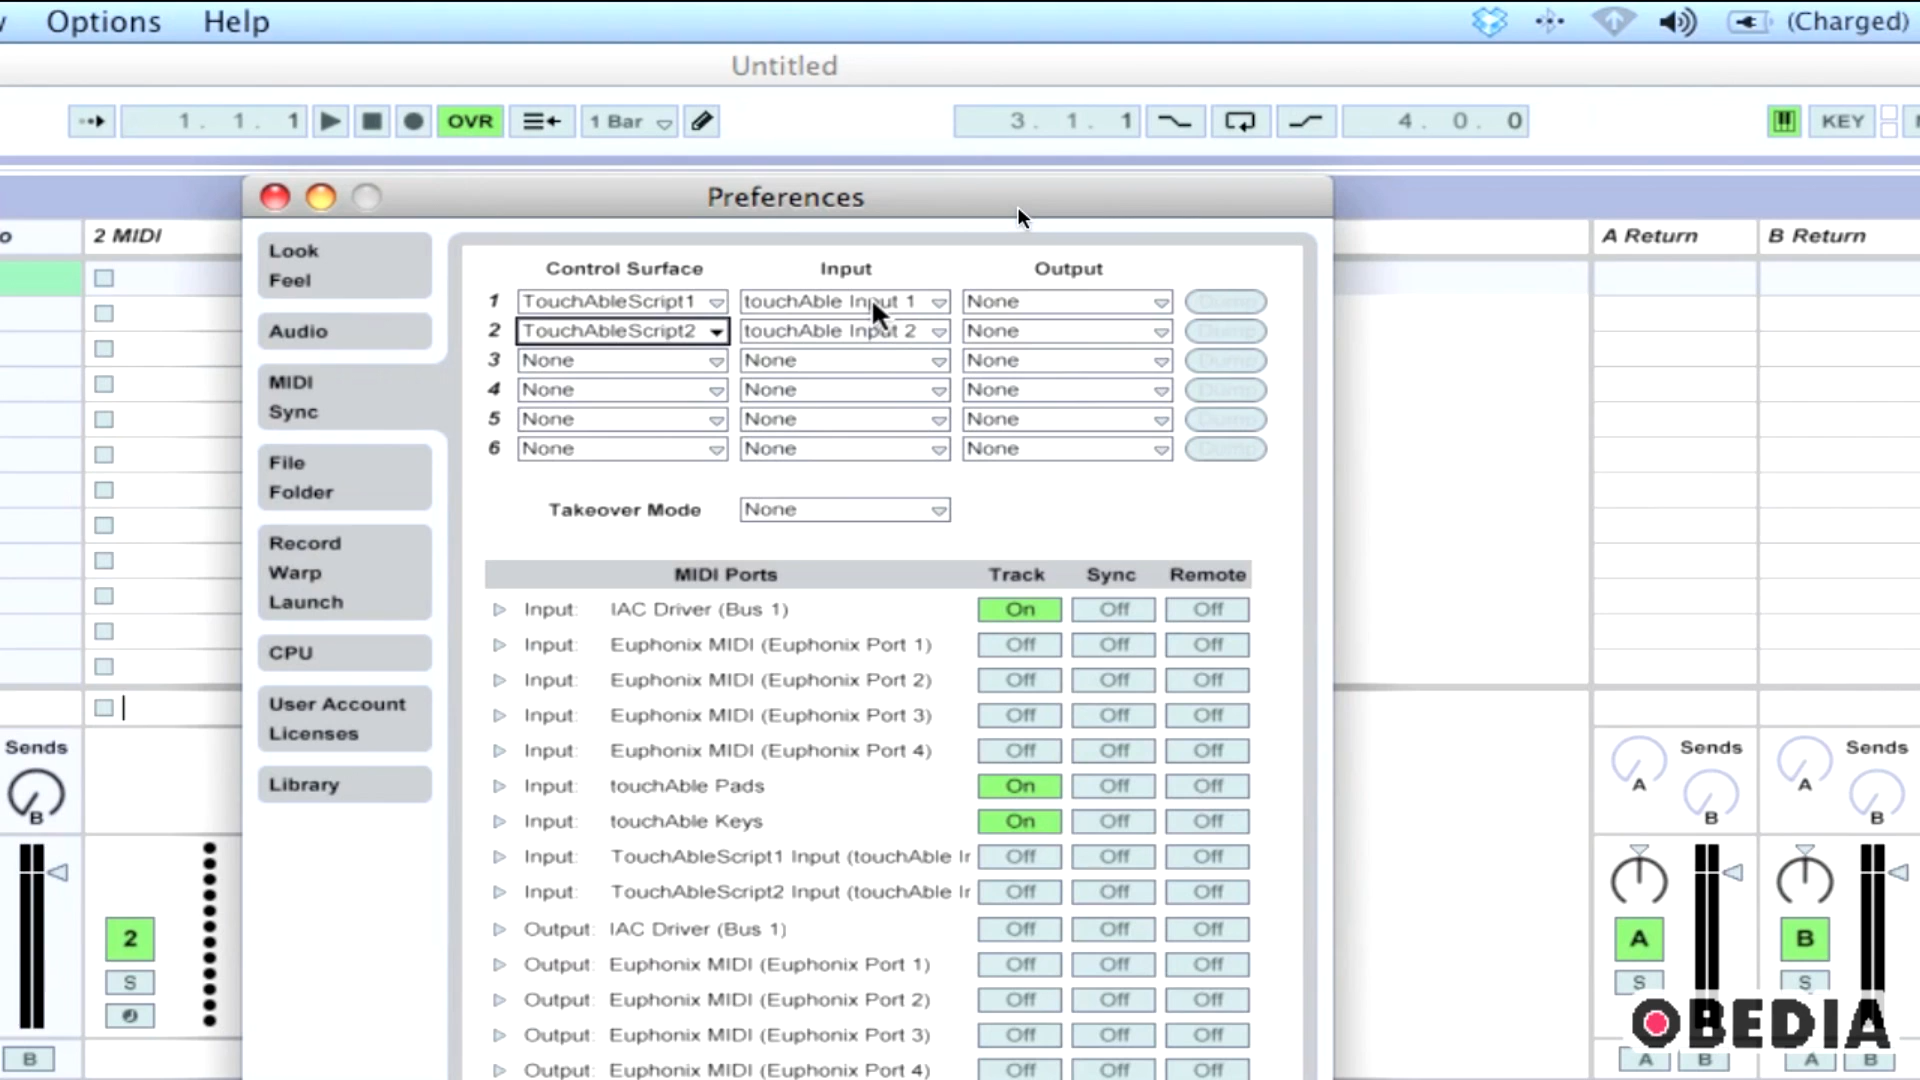 Options Help (Charged)
Untitled
1. 1. 1 OVR 1 Bar 3. 1. 1 4. 0. 0 KEY
Preferences
2 MIDI A Return B Return
Look
Feel
Audio
MIDI
Sync
File
Folder
Record
Warp
Launch
CPU
User Account
Licenses
Library
Control Surface Input Output
1 TouchAbleScript1 touchAble Input 1 None Dump
2 TouchAbleScript2 touchAble Input 2 None Dump
3 None None None Dump
4 None None None Dump
5 None None None Dump
6 None None None Dump
Takeover Mode None
MIDI Ports Track Sync Remote
Input: IAC Driver (Bus 1) On Off Off
Input: Euphonix MIDI (Euphonix Port 1) Off Off Off
Input: Euphonix MIDI (Euphonix Port 2) Off Off Off
Input: Euphonix MIDI (Euphonix Port 3) Off Off Off
Input: Euphonix MIDI (Euphonix Port 4) Off Off Off
Input: touchAble Pads On Off Off
Input: touchAble Keys On Off Off
Input: TouchAbleScript1 Input (touchAble Ir Off Off Off
Input: TouchAbleScript2 Input (touchAble Ir Off Off Off
Output: IAC Driver (Bus 1) Off Off Off
Output: Euphonix MIDI (Euphonix Port 1) Off Off Off
Output: Euphonix MIDI (Euphonix Port 2) Off Off Off
Output: Euphonix MIDI (Euphonix Port 3) Off Off Off
Output: Euphonix MIDI (Euphonix Port 4) Off Off Off
Sends
B
2
S
B
Sends Sends
A B A B
A B
S S
OBEDIA
A B A B